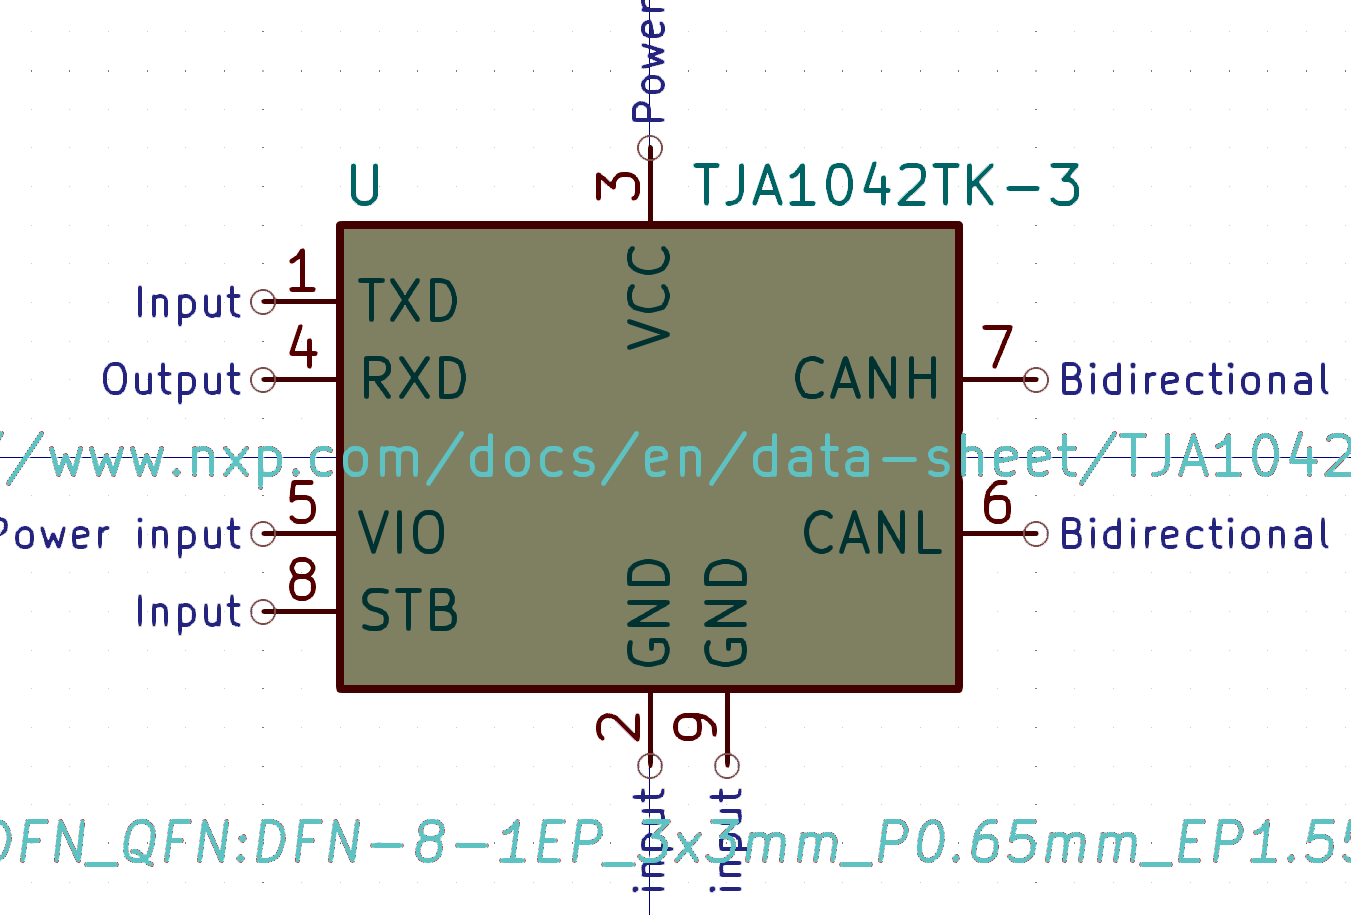 Power
U
3
TJA1042TK-3
1
Input
TXD
VCC
4
Output
RXD
CANH
7
Bidirectional
//www.nxp.com/docs/en/data-sheet/TJA1042
5
Power input
VIO
CANL
6
Bidirectional
8
Input
STB
GND
GND
2
9
input
input
DFN_QFN:DFN-8-1EP_3x3mm_P0.65mm_EP1.55